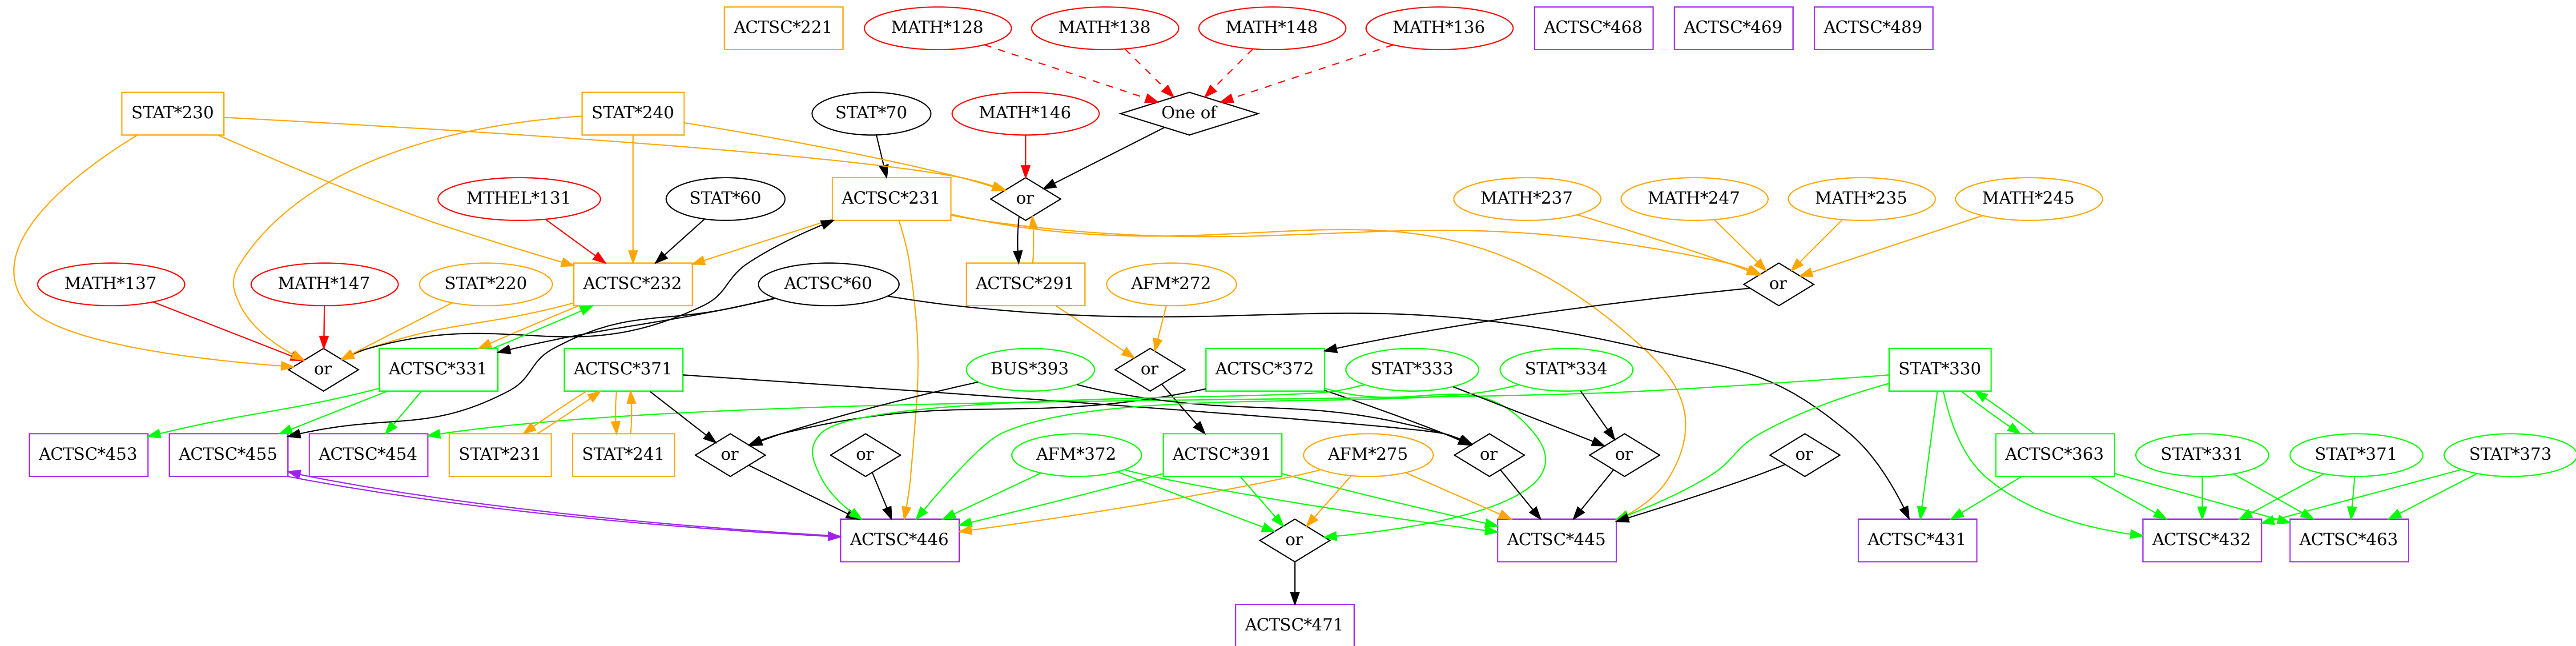 ACTSC*221
MATH*128
MATH*138
MATH*148
MATH*136
ACTSC*468
ACTSC*469
ACTSC*489
STAT*230
STAT*240
STAT*70
MATH*146
One of
MTHEL*131
STAT*60
ACTSC*231
or
MATH*237
MATH*247
MATH*235
MATH*245
MATH*137
MATH*147
STAT*220
ACTSC*232
ACTSC*60
ACTSC*291
AFM*272
or
or
ACTSC*331
ACTSC*371
BUS*393
or
ACTSC*372
STAT*333
STAT*334
STAT*330
ACTSC*453
ACTSC*455
ACTSC*454
STAT*231
STAT*241
or
or
AFM*372
ACTSC*391
AFM*275
or
or
or
ACTSC*363
STAT*331
STAT*371
STAT*373
ACTSC*446
or
ACTSC*445
ACTSC*431
ACTSC*432
ACTSC*463
ACTSC*471